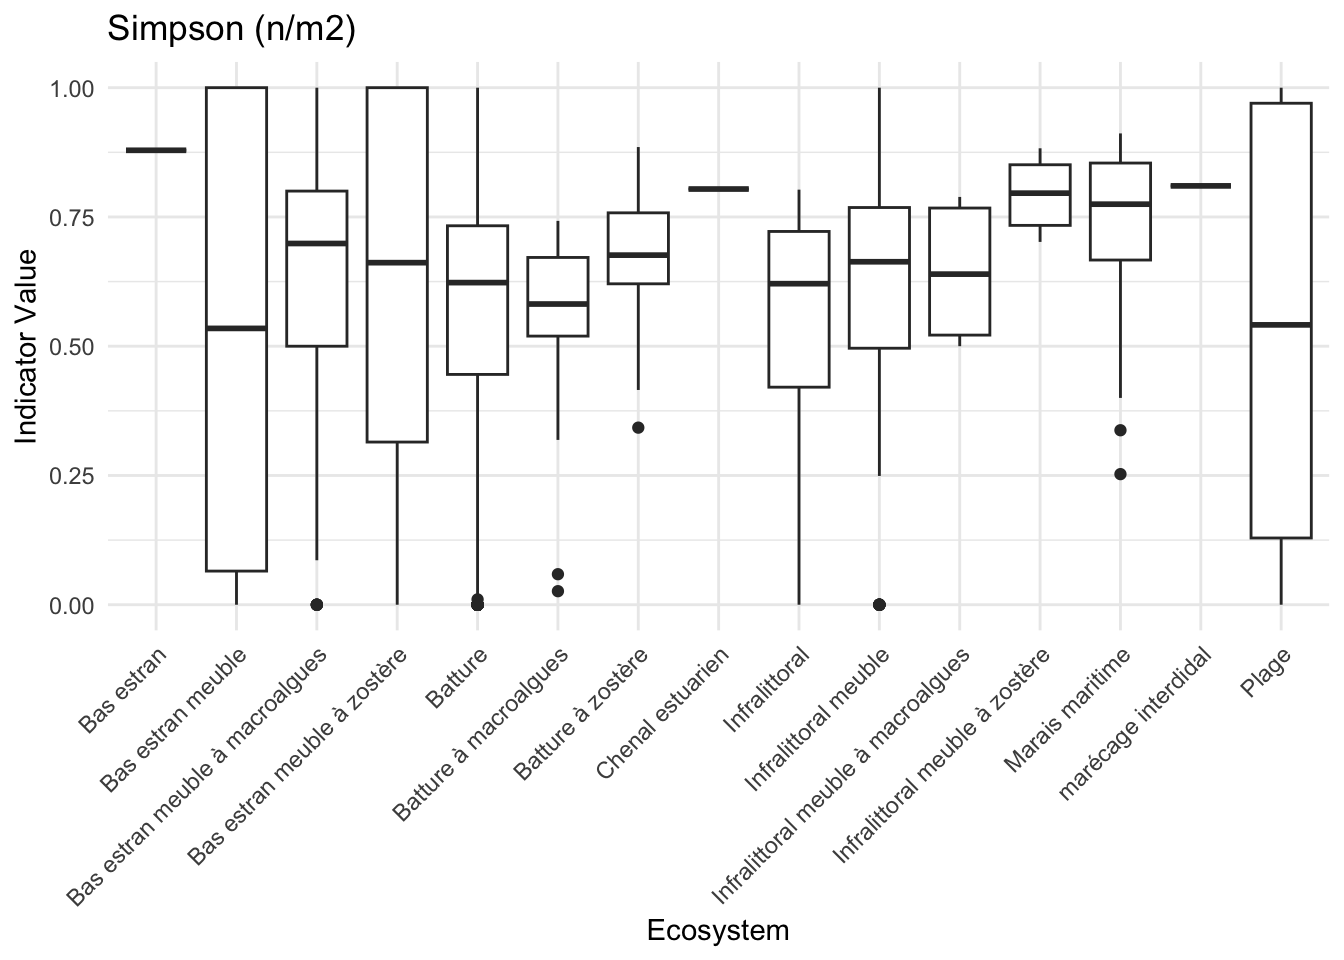 Simpson (n/m2)
1.00
0.75
0.50
0.25
0.00
Indicator Value
Bas estran
Bas estran meuble
Bas estran meuble à macroalgues
Bas estran meuble à zostère
Batture
Batture à macroalgues
Batture à zostère
Chenal estuarien
Infralittoral
Infralittoral meuble
Infralittoral meuble à macroalgues
Infralittoral meuble à zostère
Marais maritime
marécage interdidal
Plage
Ecosystem